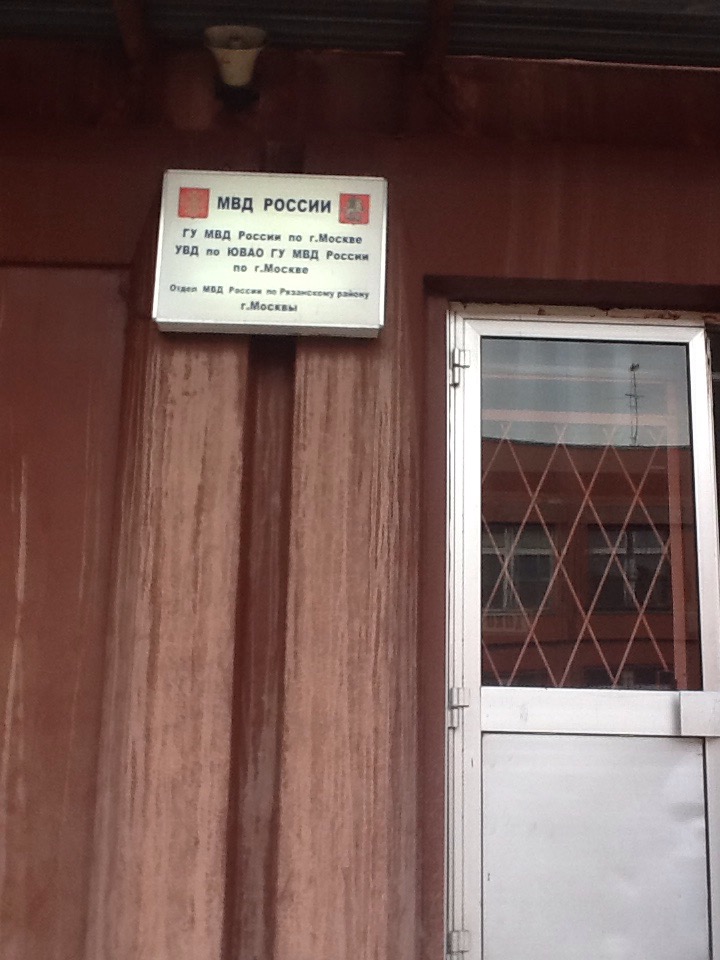 МВД РОССИИ
ГУ МВД России по г.Москве
УВД по ЮВАО ГУ МВД России
по г.Москве
Отдел МВД России по Рязанскому району
г.Москвы